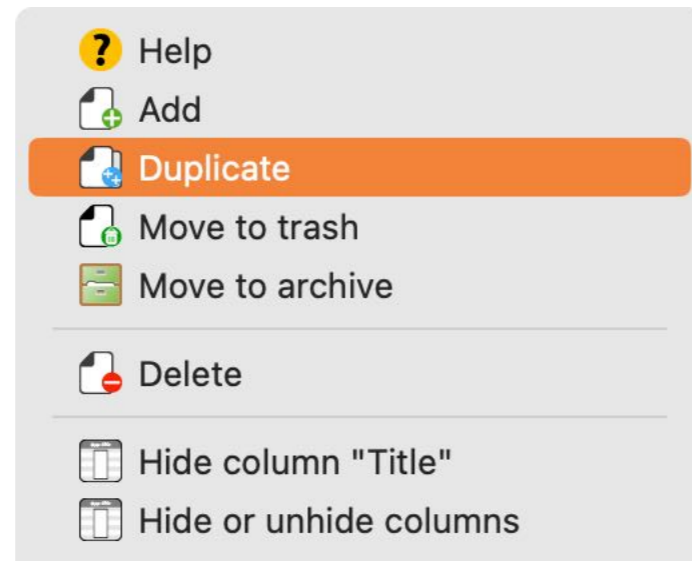 Help
Add
Duplicate
Move to trash
Move to archive
Delete
Hide column "Title"
Hide or unhide columns